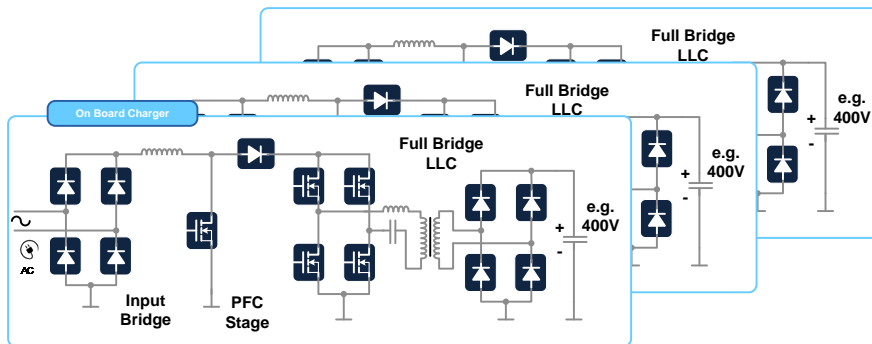 Full Bridge
LLC
e.g.
400V
+
-
Full Bridge
LLC
e.g.
400V
+
-
On Board Charger
Full Bridge
LLC
e.g.
400V
+
-
AC
Input
Bridge
PFC
Stage